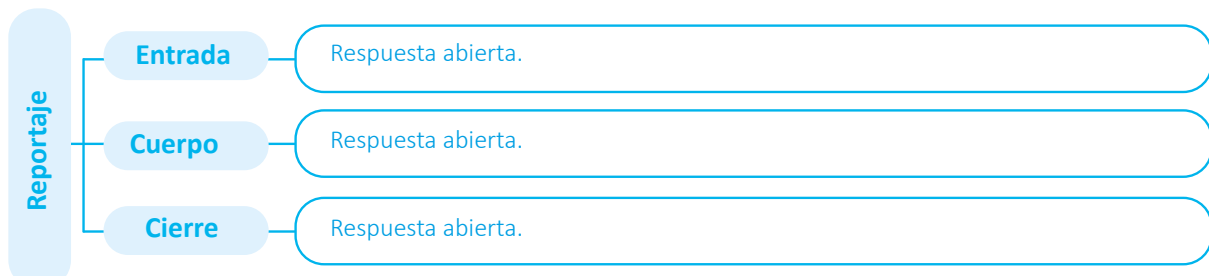 Reportaje
Entrada
Respuesta abierta.
Cuerpo
Respuesta abierta.
Cierre
Respuesta abierta.